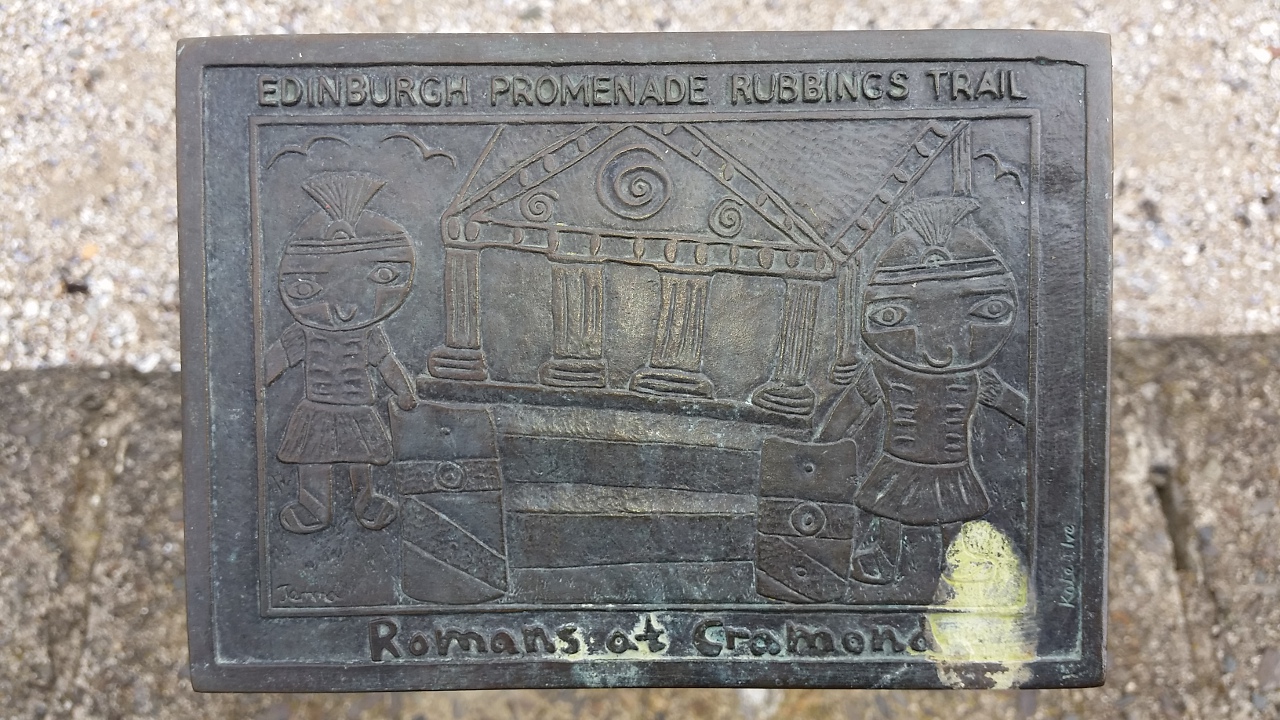 EDINBURGH PROMENADE RUBBINGS TRAIL
Romans at Cramond